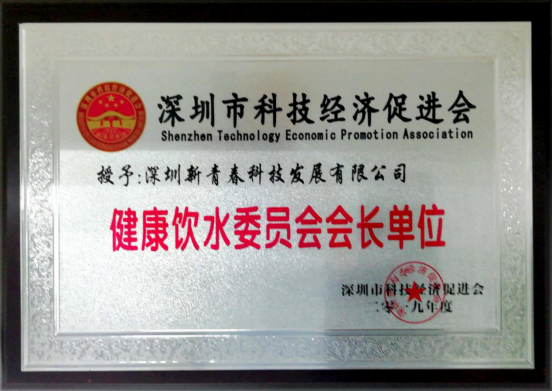 深圳市科技经济促进会
Shenzhen Technology Economic Promotion Association
授予:深圳新青春科技发展有限公司
健康饮水委员会会长单位
深圳市科技经济促进会
二零一九年度